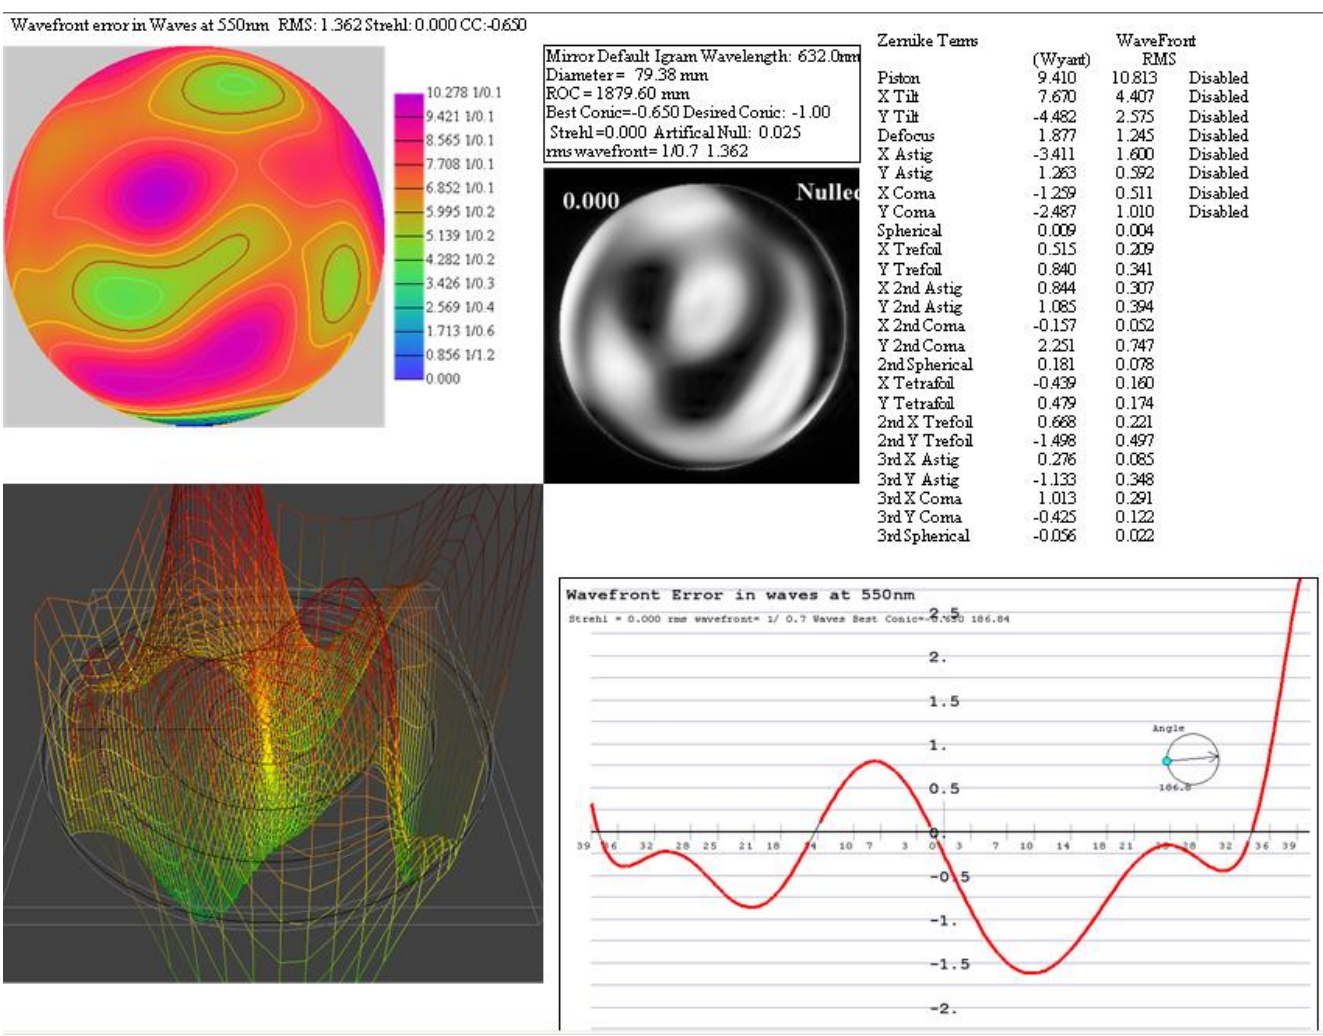 Wavefront error in Waves at 550nm RMS: 1.362 Strehl: 0.000 CC:-0.650
10.278 1/0.1
9.421 1/0.1
8.565 1/0.1
7.708 1/0.1
6.852 1/0.1
5.995 1/0.2
5.139 1/0.2
4.282 1/0.2
3.426 1/0.3
2.569 1/0.4
1.713 1/0.6
0.856 1/1.2
0.000
Mirror Default Igram Wavelength: 632.0nm
Diameter = 79.38 mm
ROC = 1879.60 mm
Best Conic=-0.650 Desired Conic: -1.00
Strehl=0.000 Artifical Null: 0.025
rms wavefront= 1/0.7 1.362
0.000 Nulled
Zernike Terms WaveFront
(Wyant) RMS
Piston 9.410 10.813 Disabled
X Tilt 7.670 4.407 Disabled
Y Tilt -4.482 2.575 Disabled
Defocus 1.877 1.245 Disabled
X Astig -3.411 1.600 Disabled
Y Astig 1.263 0.592 Disabled
X Coma -1.259 0.511 Disabled
Y Coma -2.487 1.010 Disabled
Spherical 0.009 0.004
X Trefoil 0.515 0.209
Y Trefoil 0.840 0.341
X 2nd Astig 0.844 0.307
Y 2nd Astig 1.085 0.394
X 2nd Coma -0.157 0.052
Y 2nd Coma 2.251 0.747
2nd Spherical 0.181 0.078
X Tetrafoil -0.439 0.160
Y Tetrafoil 0.479 0.174
2nd X Trefoil 0.668 0.221
2nd Y Trefoil -1.498 0.497
3rd X Astig 0.276 0.085
3rd Y Astig -1.133 0.348
3rd X Coma 1.013 0.291
3rd Y Coma -0.425 0.122
3rd Spherical -0.056 0.022
Wavefront Error in waves at 550nm
Strehl = 0.000 rms wavefront= 1/ 0.7 Waves Best Conic=-0.650 186.84
2.5
2.
1.5
1.
0.5
0.
-0.5
-1.
-1.5
-2.
Angle
186.8
39 36 32 28 25 21 18 14 10 7 3 0 3 7 10 14 18 21 25 28 32 36 39